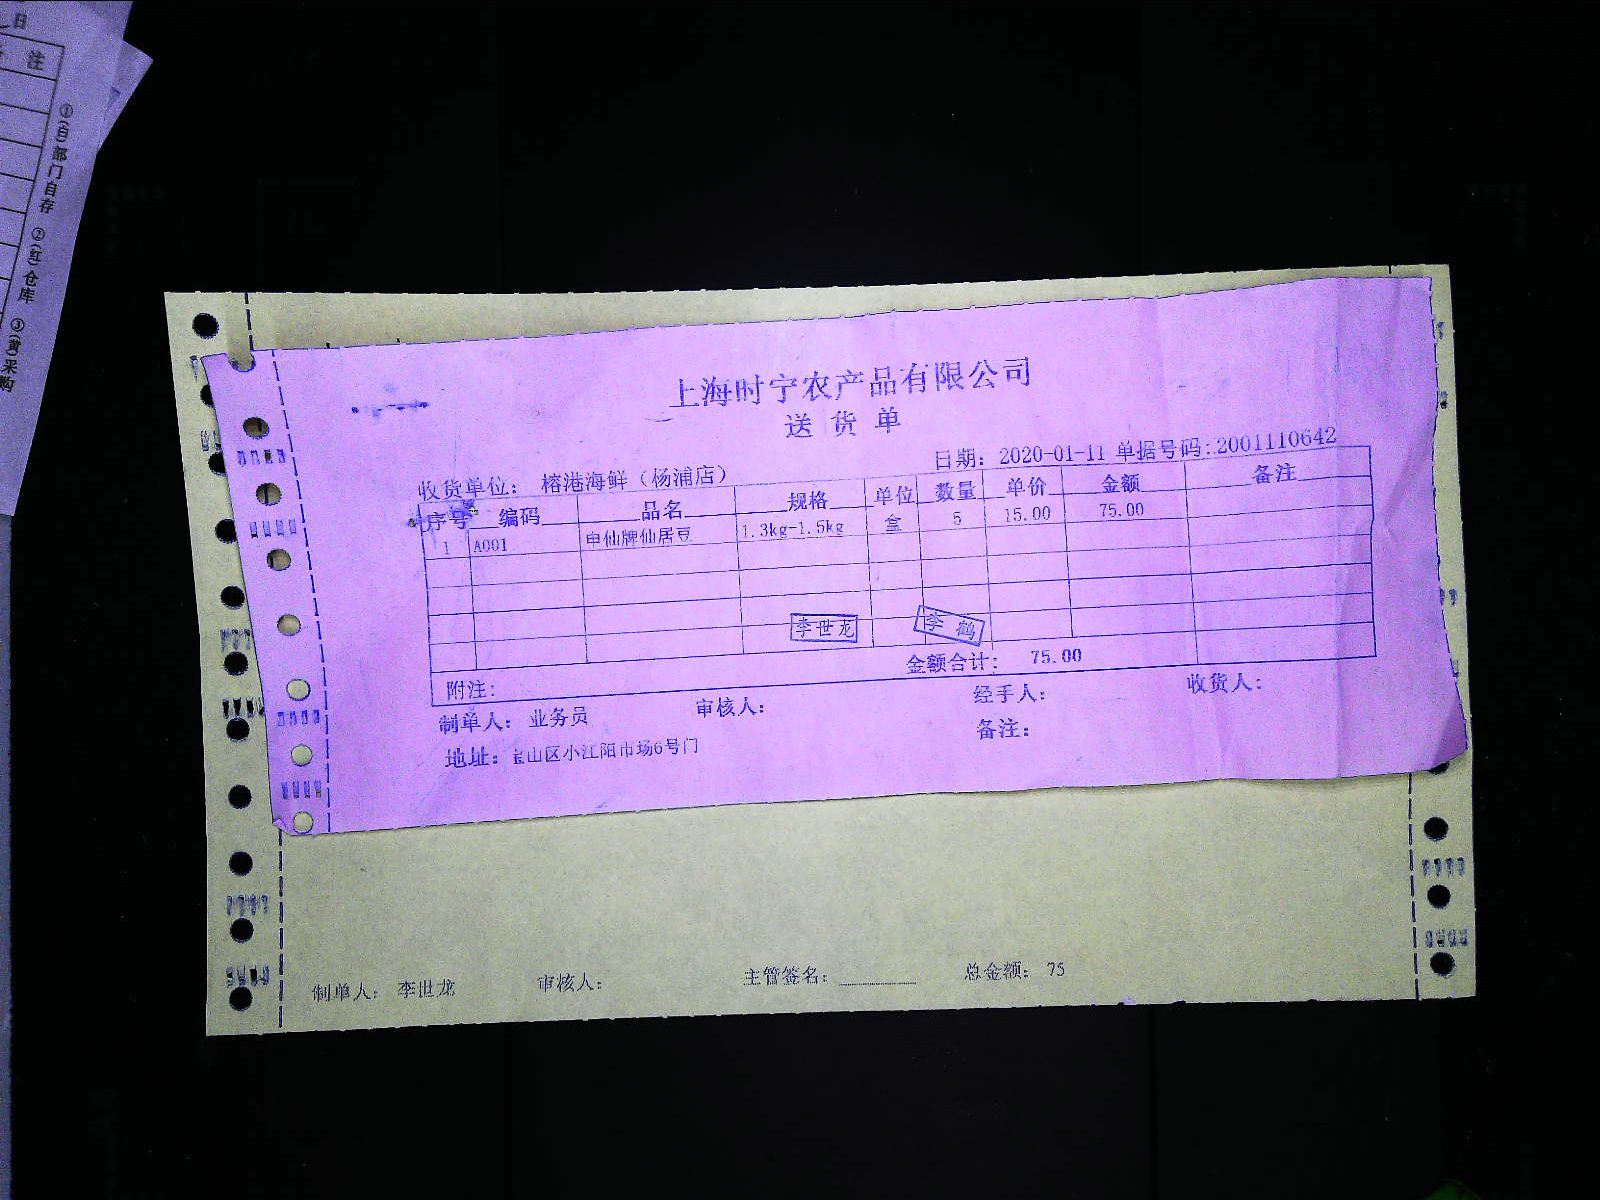 日
注
①(白)部门自存 ②(红)仓库 ③(黄)采购
上海时宁农产品有限公司
送货单
日期: 2020-01-11 单据号码:2001110642
收货单位: 榕港海鲜(杨浦店)
序号 编码 品名 规格 单位 数量 单价 金额 备注
1 A001 申仙牌仙居豆 1.3kg-1.5kg 盒 5 15.00 75.00
李世龙 李鹤
金额合计: 75.00
附注:
制单人: 业务员 审核人: 经手人: 收货人:
地址: 宝山区小江阳市场6号门 备注:
制单人: 李世龙 审核人: 主管签名: 总金额: 75